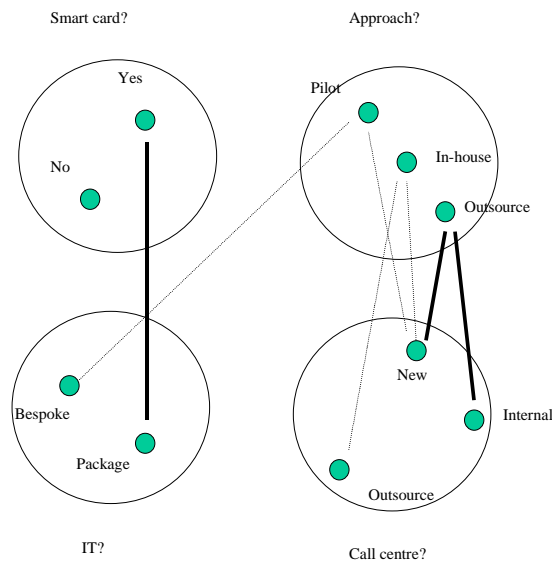 Smart card?
Approach?
Yes
Pilot
No
In-house
Outsource
New
Bespoke
Internal
Package
Outsource
IT?
Call centre?